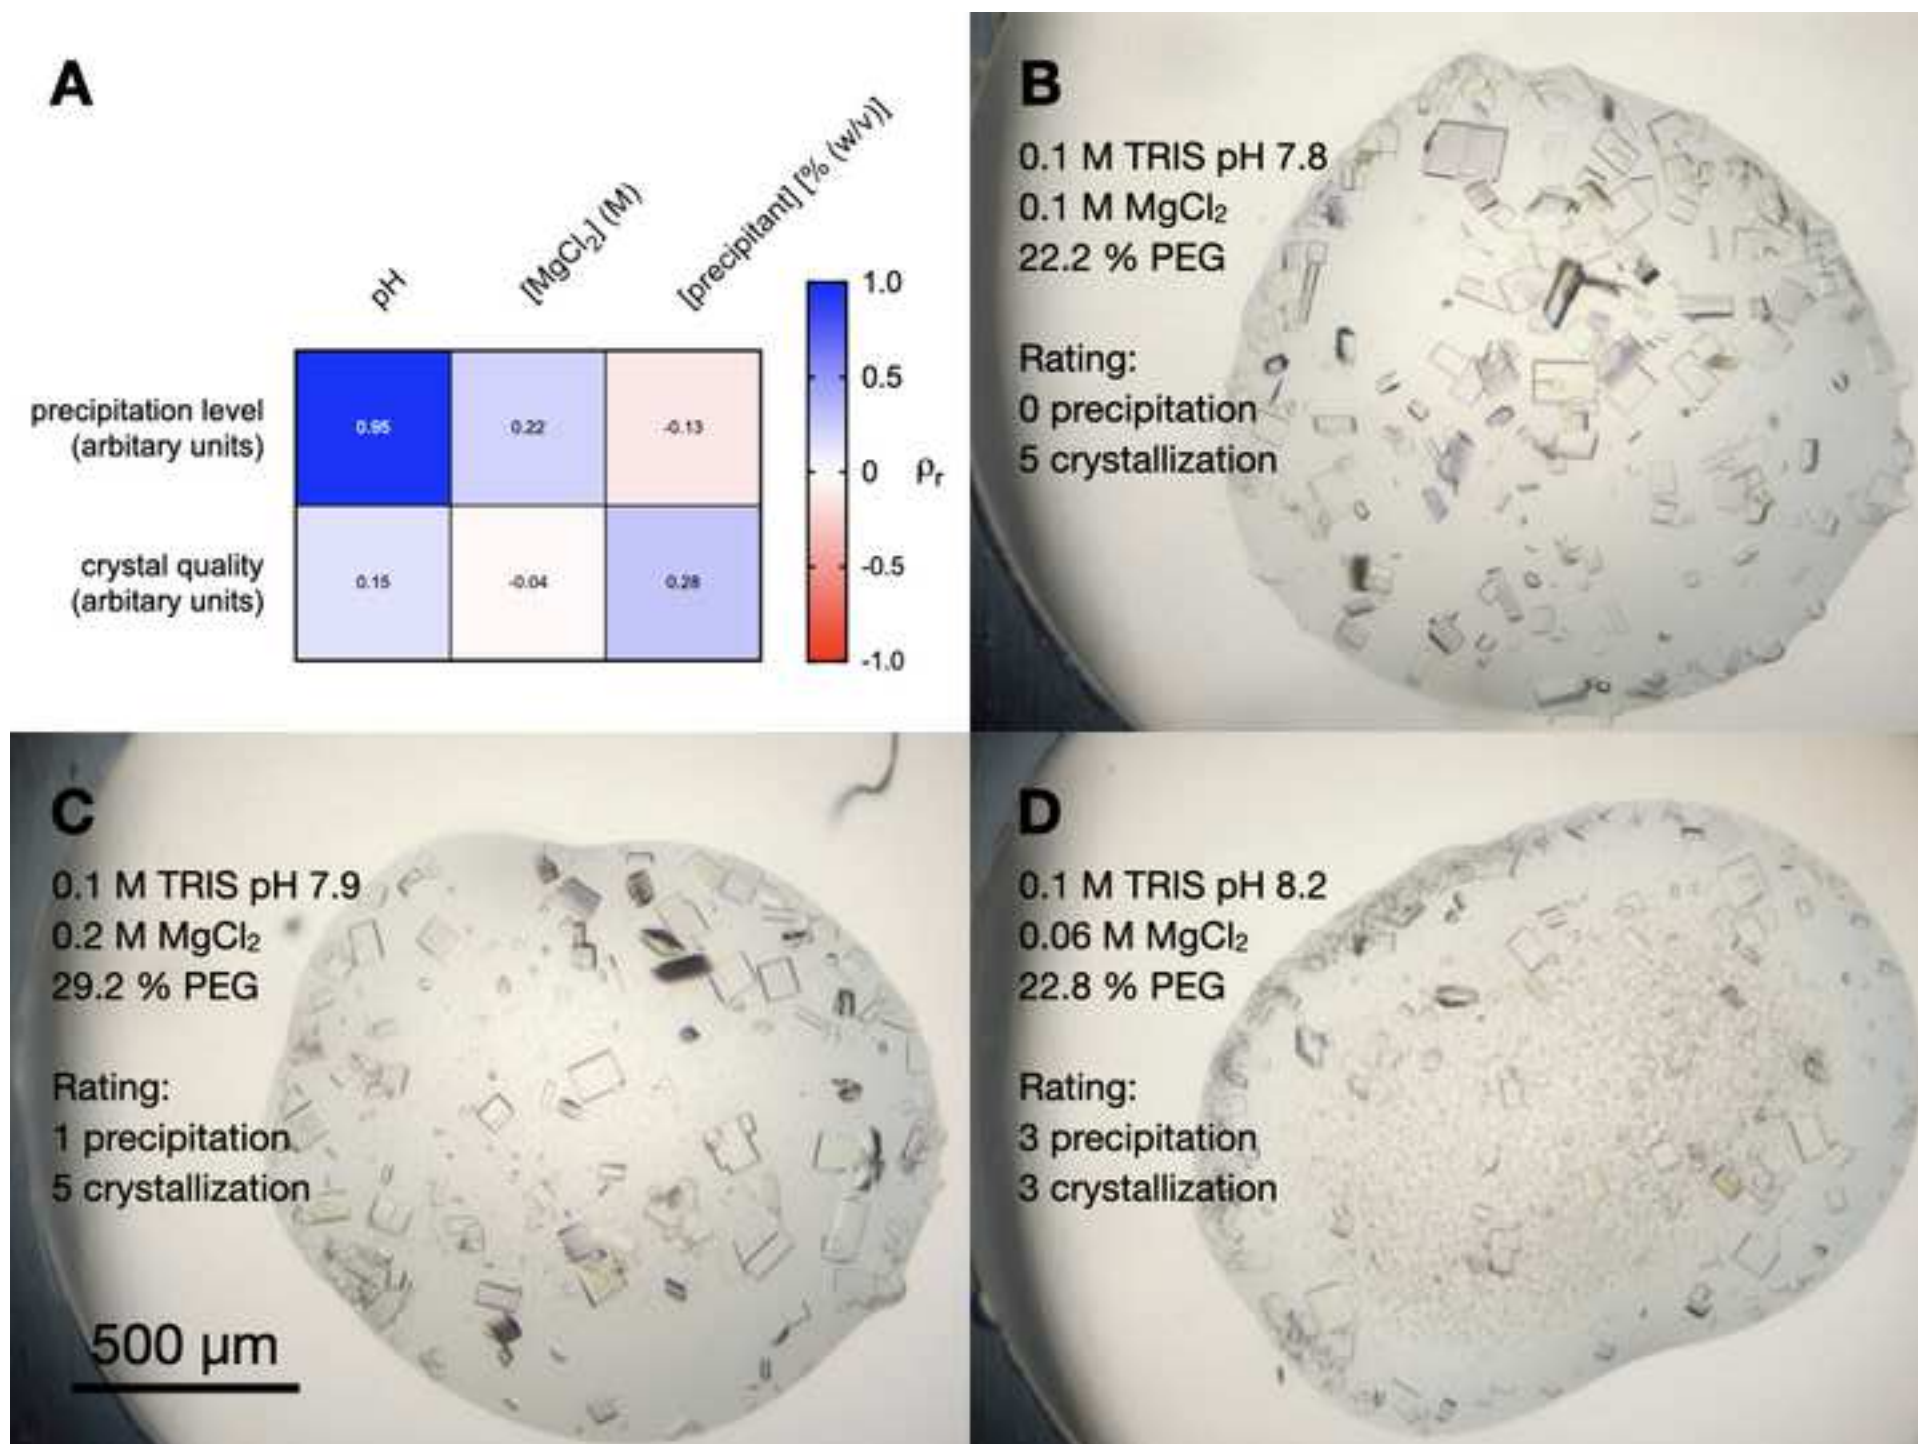 A
pH
[MgCl₂] (M)
[precipitant] [% (w/v)]
precipitation level
(arbitary units)
0.95
0.22
-0.13
crystal quality
(arbitary units)
0.15
-0.04
0.28
1.0
0.5
0
-0.5
-1.0
ρr
B
0.1 M TRIS pH 7.8
0.1 M MgCl₂
22.2 % PEG
Rating:
0 precipitation
5 crystallization
C
0.1 M TRIS pH 7.9
0.2 M MgCl₂
29.2 % PEG
Rating:
1 precipitation
5 crystallization
500 µm
D
0.1 M TRIS pH 8.2
0.06 M MgCl₂
22.8 % PEG
Rating:
3 precipitation
3 crystallization